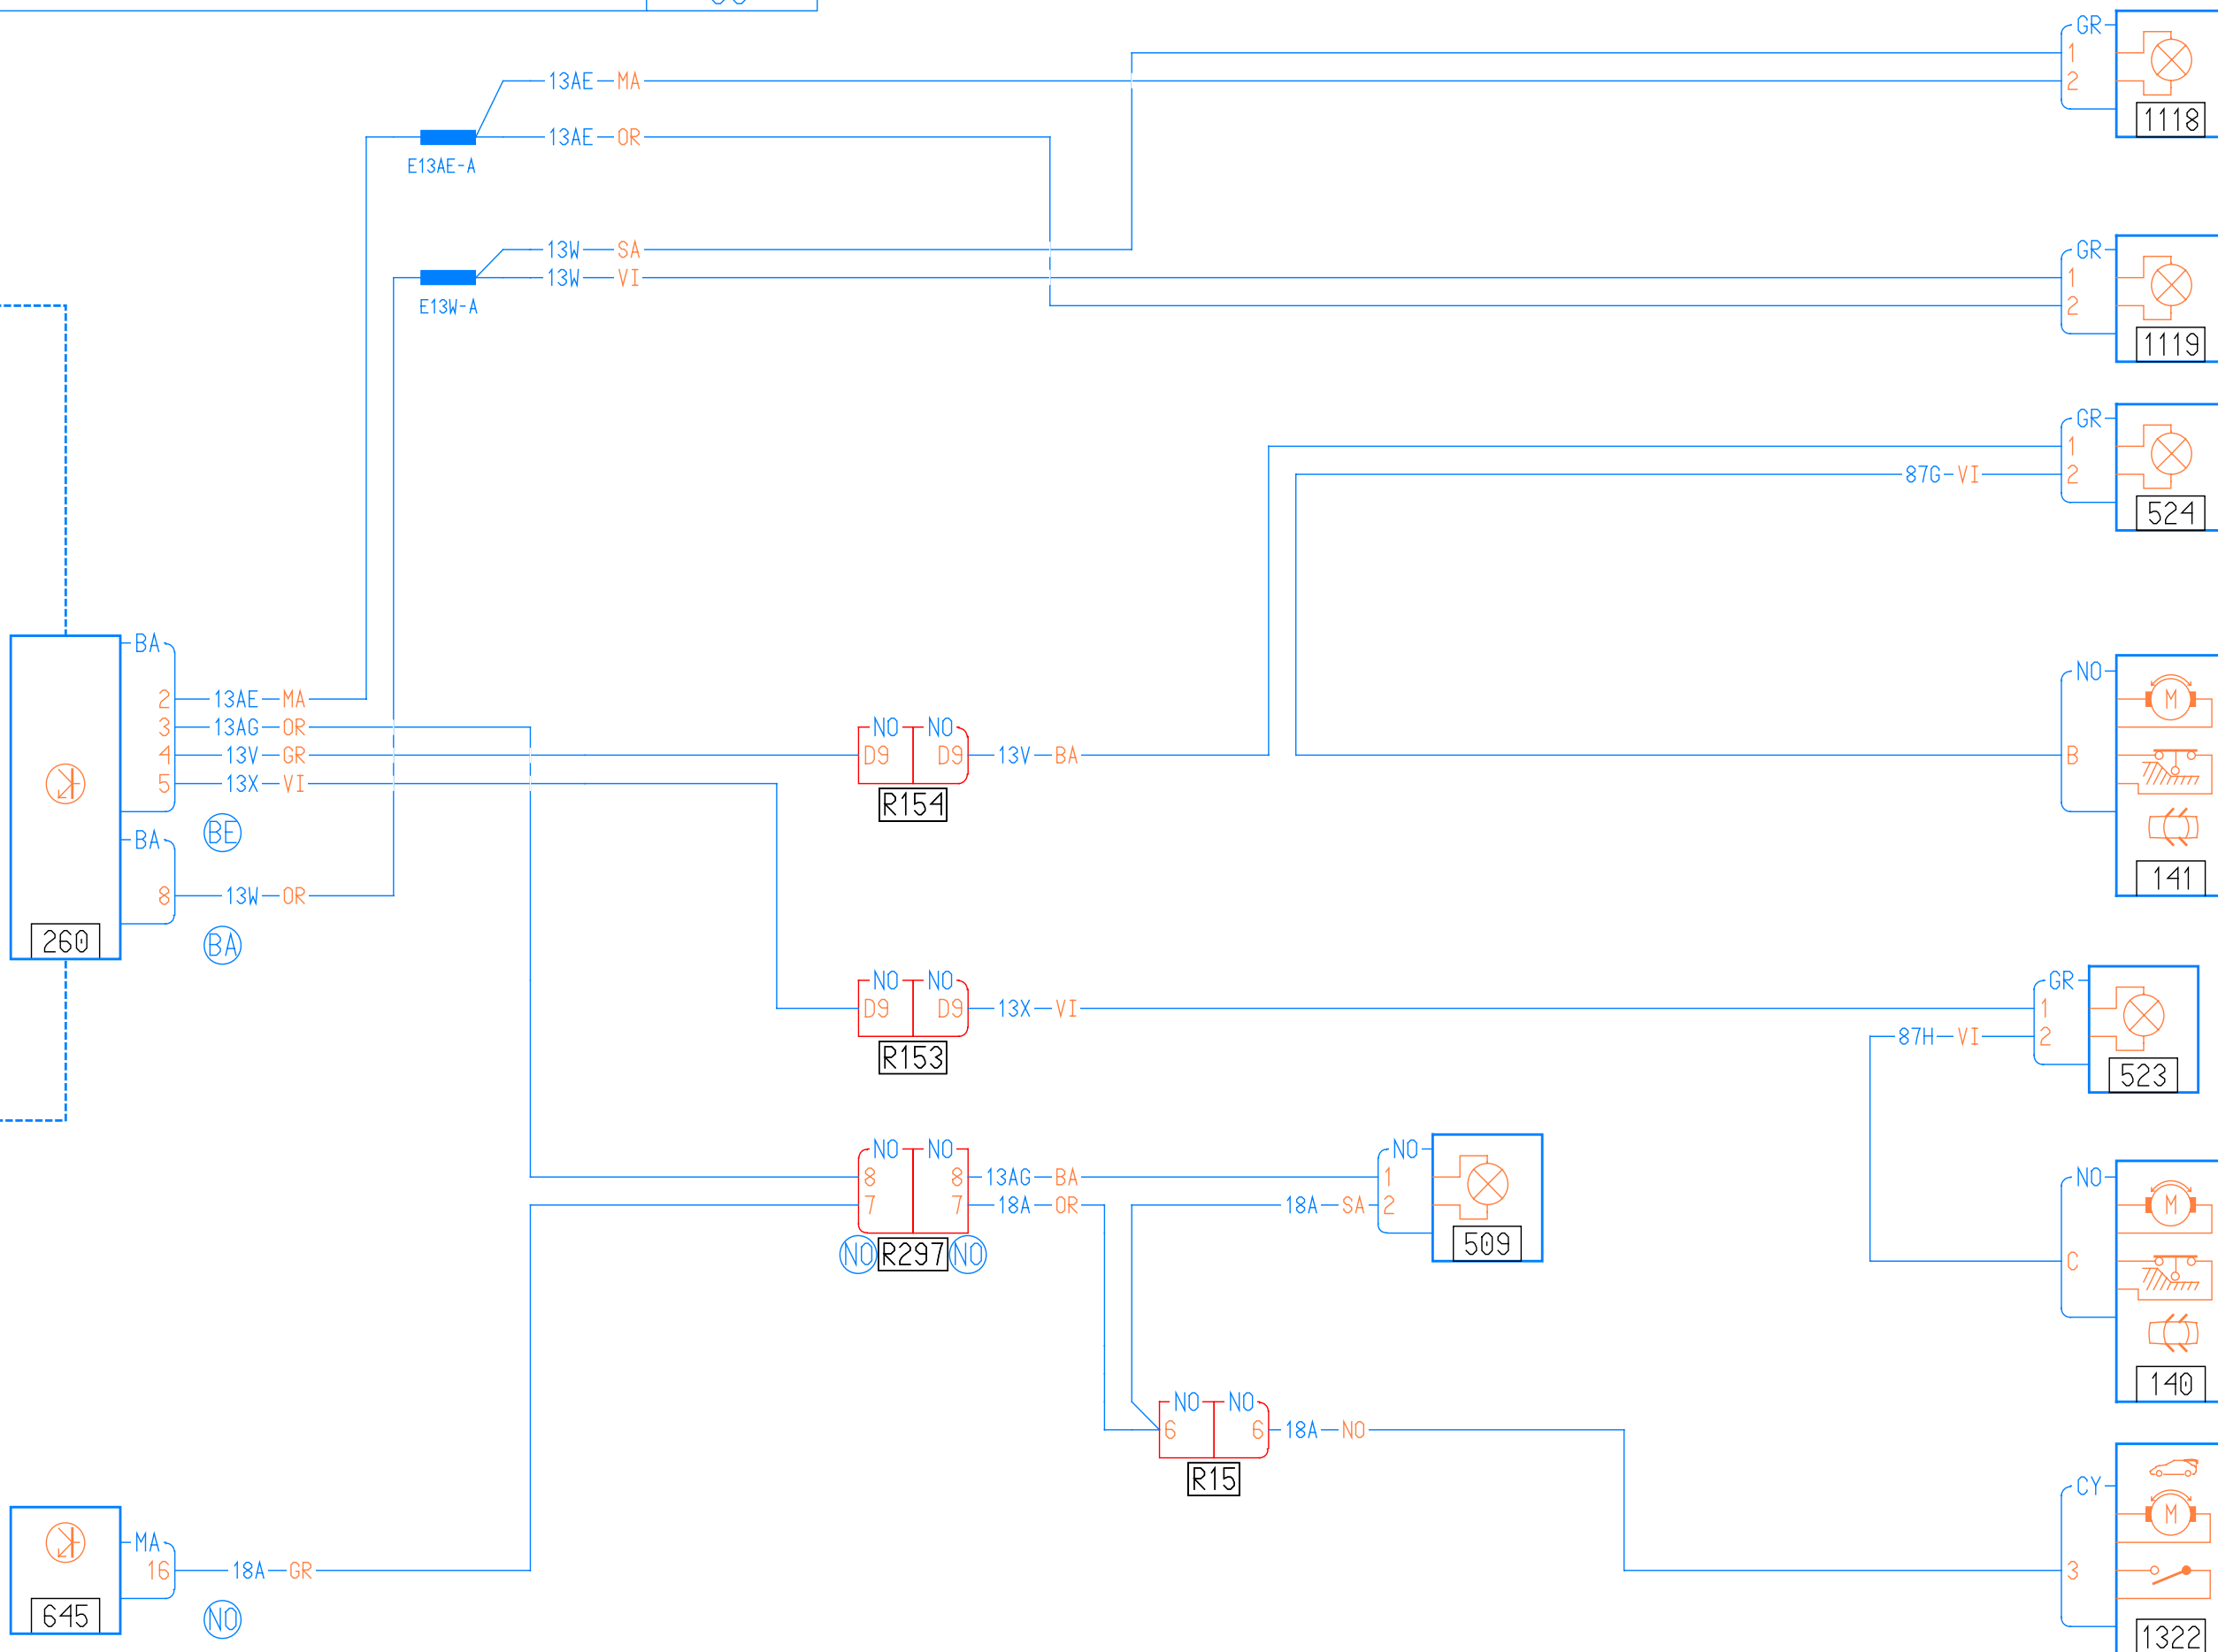 GR
1
13AE MA
2
1118
13AE OR
E13AE-A
13W SA
GR
13W VI
1
E13W-A
2
1119
GR
1
87G VI
2
524
BA
NO
2 13AE MA
3 13AG OR
NO NO
M
4 13V GR
D9 D9 13V BA
B
5 13X VI
R154
BE
BA
141
8 13W OR
260
BA
NO NO
GR
D9 D9 13X VI
1
87H VI
2
R153
523
NO NO
NO
8 8 13AG BA
1
NO
7 7 18A OR
18A SA
2
M
NO R297 NO
509
C
140
NO NO
6 6 18A NO
R15
CY
M
MA
16 18A GR
3
645
NO
1322